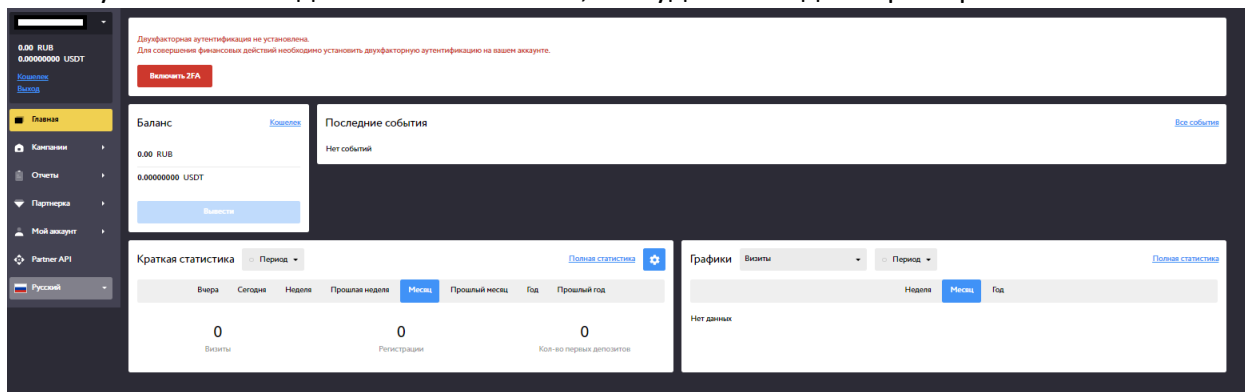 0.00 RUB
0.00000000 USDT
Кошелек
Выход
Главная
Кампании
Отчеты
Партнерка
Мой аккаунт
Partner API
Русский
Двухфакторная аутентификация не установлена.
Для совершения финансовых действий необходимо установить двухфакторную аутентификацию на вашем аккаунте.
Включить 2FA
Баланс Кошелек
0.00 RUB
0.00000000 USDT
Вывести
Последние события Все события
Нет событий
Краткая статистика Период Полная статистика
Вчера Сегодня Неделя Прошлая неделя Месяц Прошлый месяц Год Прошлый год
0 0 0
Визиты Регистрации Кол-во первых депозитов
Графики Визиты Период Полная статистика
Неделя Месяц Год
Нет данных